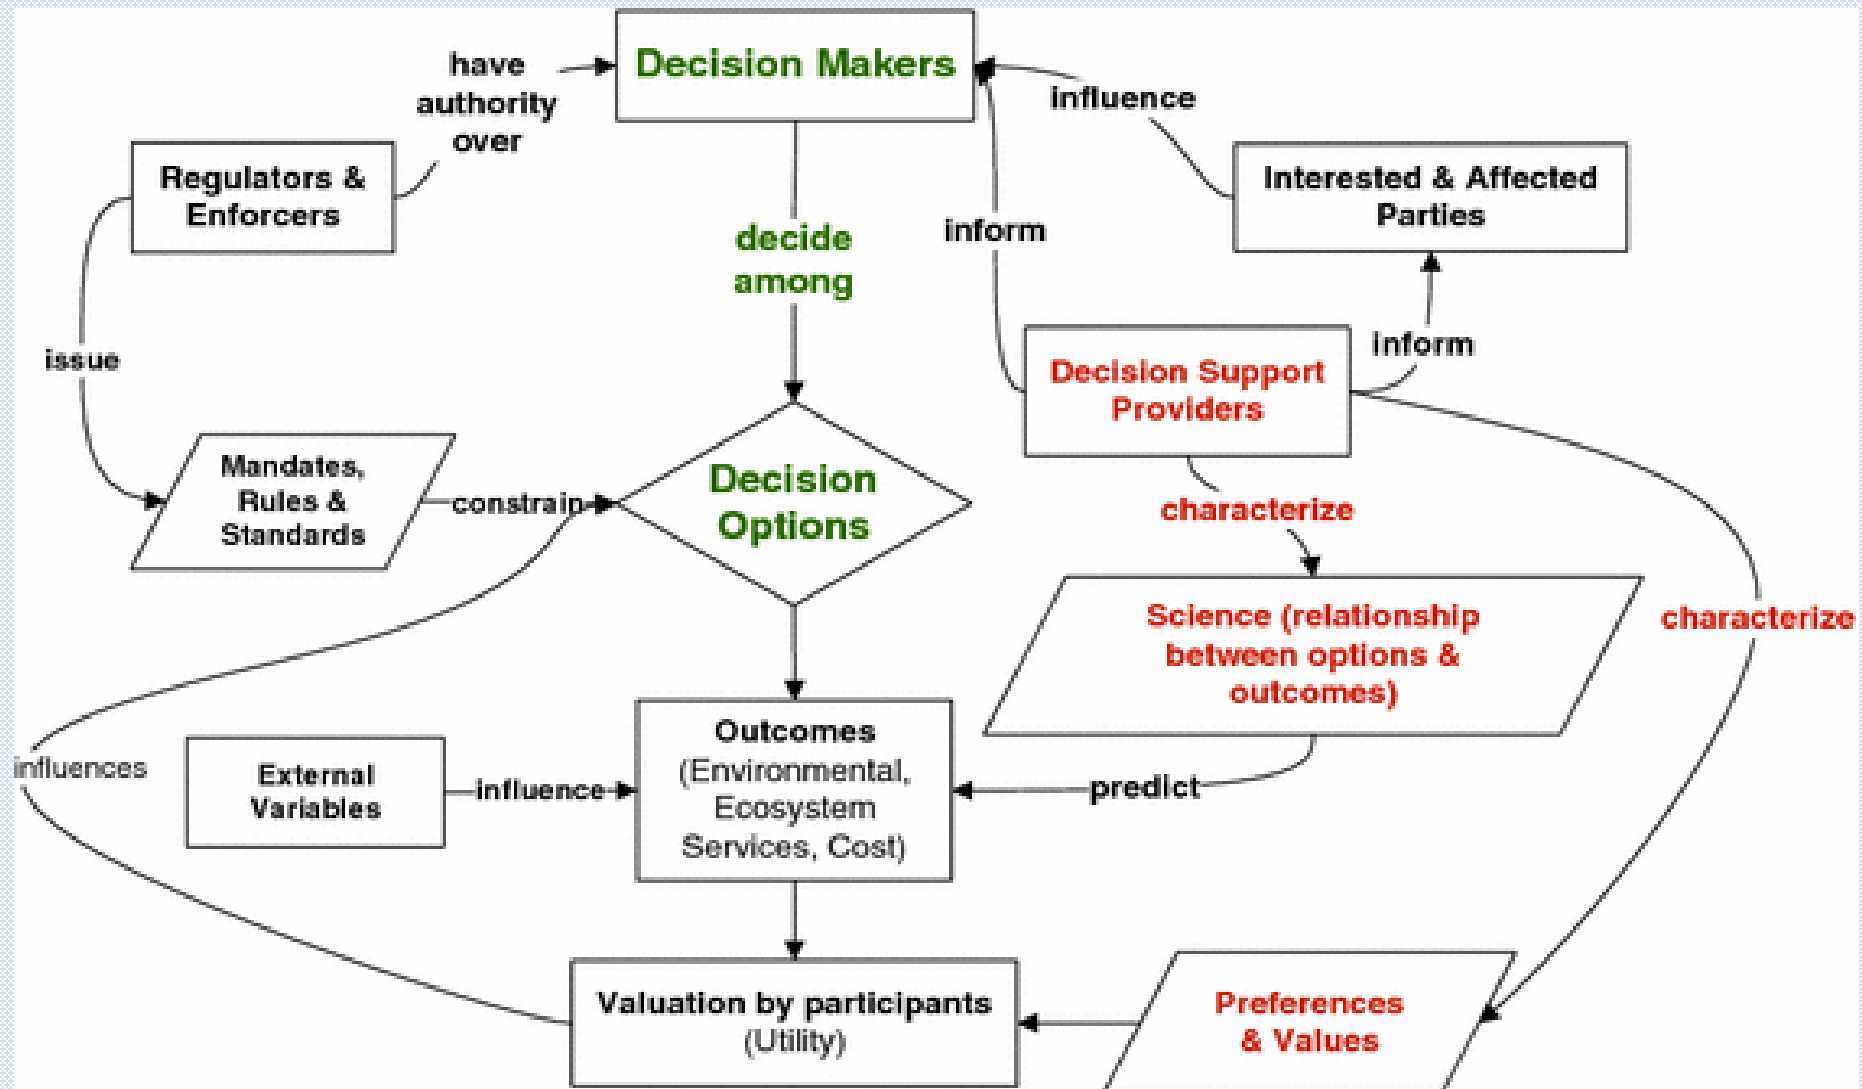 Decision Makers
have
authority
over
influence
Regulators &
Enforcers
Interested & Affected
Parties
decide
among
inform
issue
inform
Decision Support
Providers
Mandates,
Rules &
Standards
constrain
Decision
Options
characterize
Science (relationship
between options &
outcomes)
characterize
influences
External
Variables
influence
Outcomes
(Environmental,
Ecosystem
Services, Cost)
predict
Valuation by participants
(Utility)
Preferences
& Values